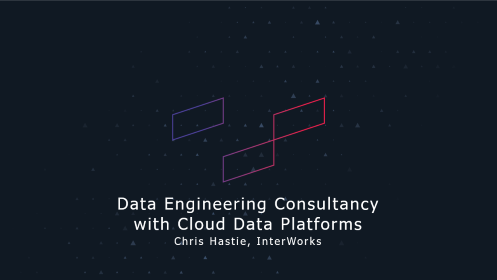 Data Engineering Consultancy
with Cloud Data Platforms
Chris Hastie, InterWorks